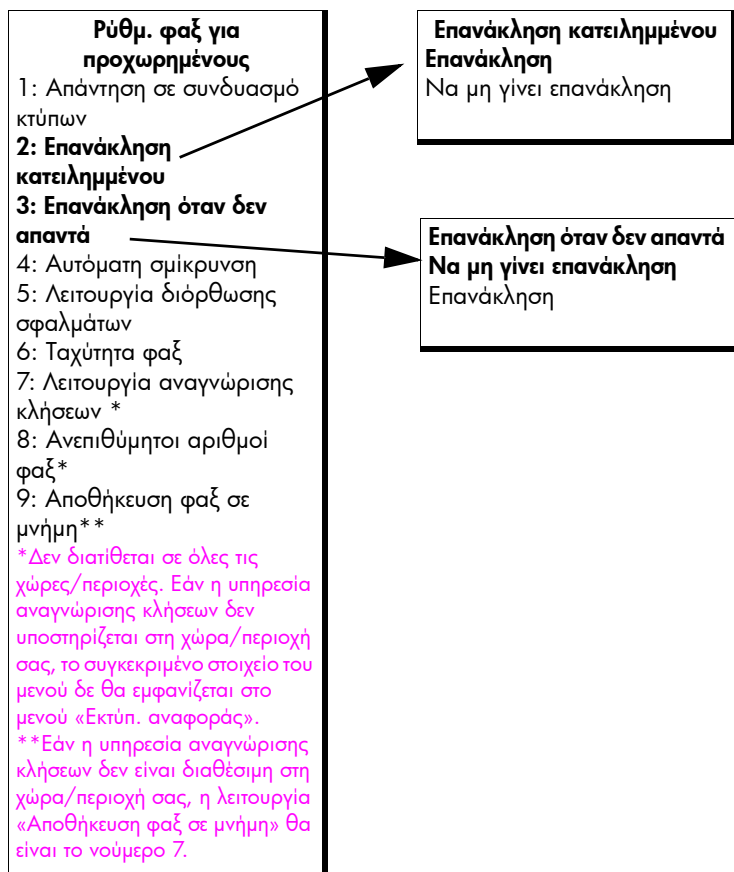 Ρύθμ. φαξ για
προχωρημένους
1: Απάντηση σε συνδυασμό
κτύπων
2: Επανάκληση
κατειλημμένου
3: Επανάκληση όταν δεν
απαντά
4: Αυτόματη σμίκρυνση
5: Λειτουργία διόρθωσης
σφαλμάτων
6: Ταχύτητα φαξ
7: Λειτουργία αναγνώρισης
κλήσεων *
8: Ανεπιθύμητοι αριθμοί
φαξ*
9: Αποθήκευση φαξ σε
μνήμη**
*Δεν διατίθεται σε όλες τις
χώρες/περιοχές. Εάν η υπηρεσία
αναγνώρισης κλήσεων δεν
υποστηρίζεται στη χώρα/περιοχή
σας, το συγκεκριμένο στοιχείο του
μενού δε θα εμφανίζεται στο
μενού «Εκτύπ. αναφοράς».
**Εάν η υπηρεσία αναγνώρισης
κλήσεων δεν είναι διαθέσιμη στη
χώρα/περιοχή σας, η λειτουργία
«Αποθήκευση φαξ σε μνήμη» θα
είναι το νούμερο 7.
Επανάκληση κατειλημμένου
Επανάκληση
Να μη γίνει επανάκληση
Επανάκληση όταν δεν απαντά
Να μη γίνει επανάκληση
Επανάκληση